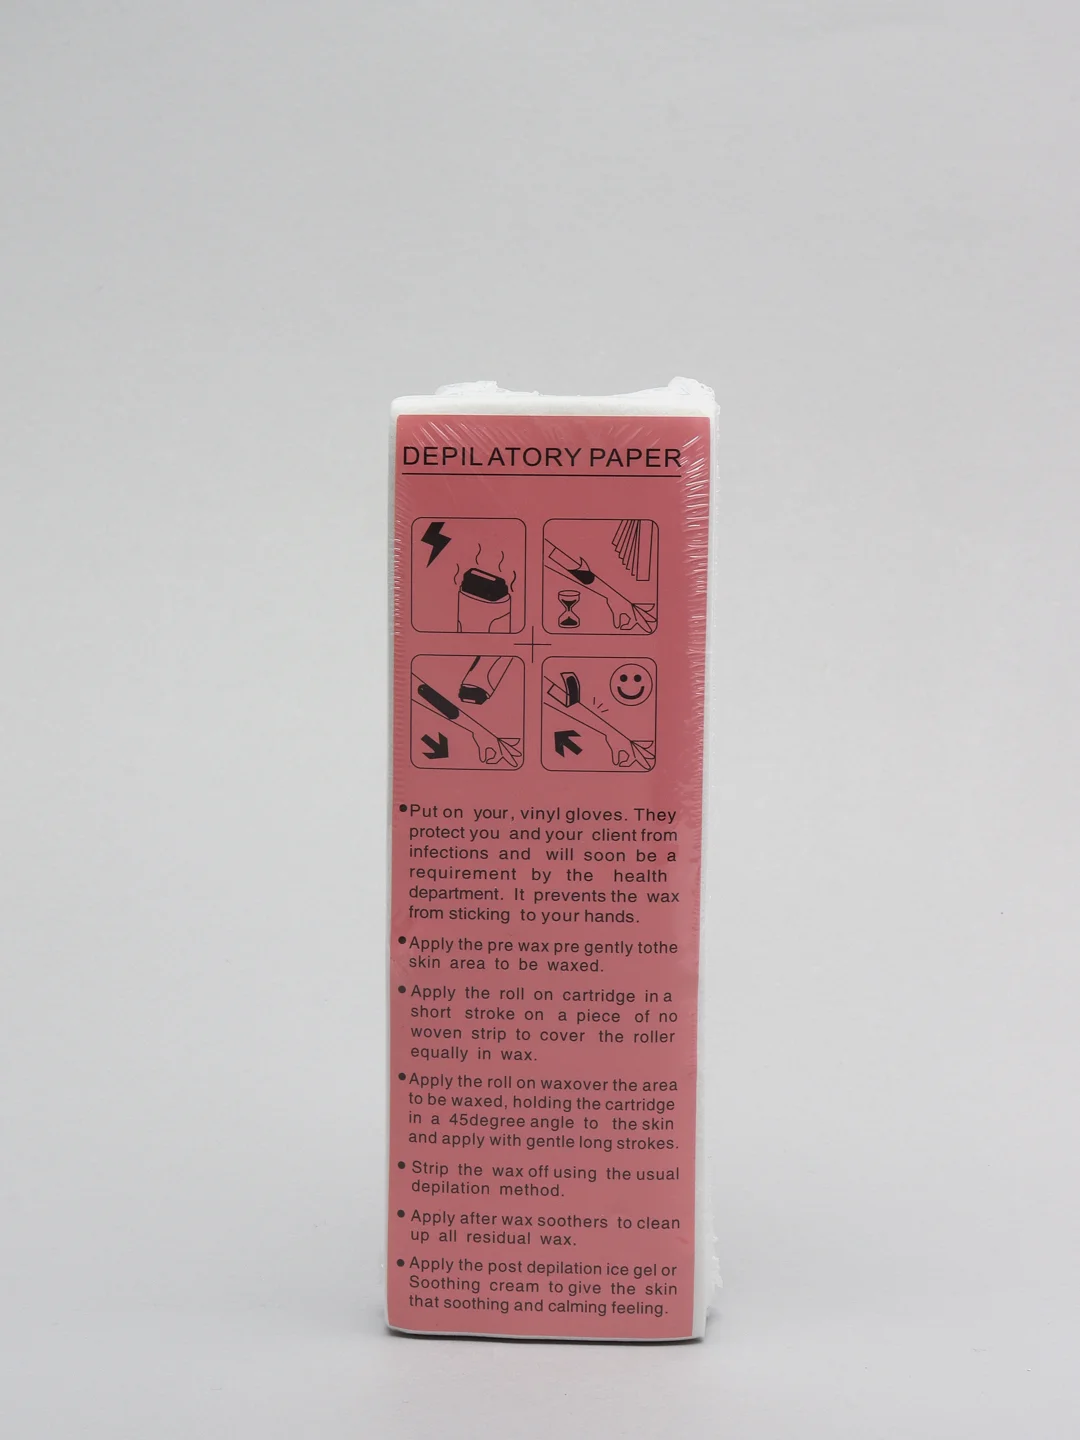 DEPILATORY PAPER
•Put on your, vinyl gloves. They
protect you and your client from
infections and will soon be a
requirement by the health
department. It prevents the wax
from sticking to your hands.
•Apply the pre wax pre gently tothe
skin area to be waxed.
•Apply the roll on cartridge in a
short stroke on a piece of no
woven strip to cover the roller
equally in wax.
•Apply the roll on waxover the area
to be waxed, holding the cartridge
in a 45degree angle to the skin
and apply with gentle long strokes.
•Strip the wax off using the usual
depilation method.
•Apply after wax soothers to clean
up all residual wax.
•Apply the post depilation ice gel or
Soothing cream to give the skin
that soothing and calming feeling.